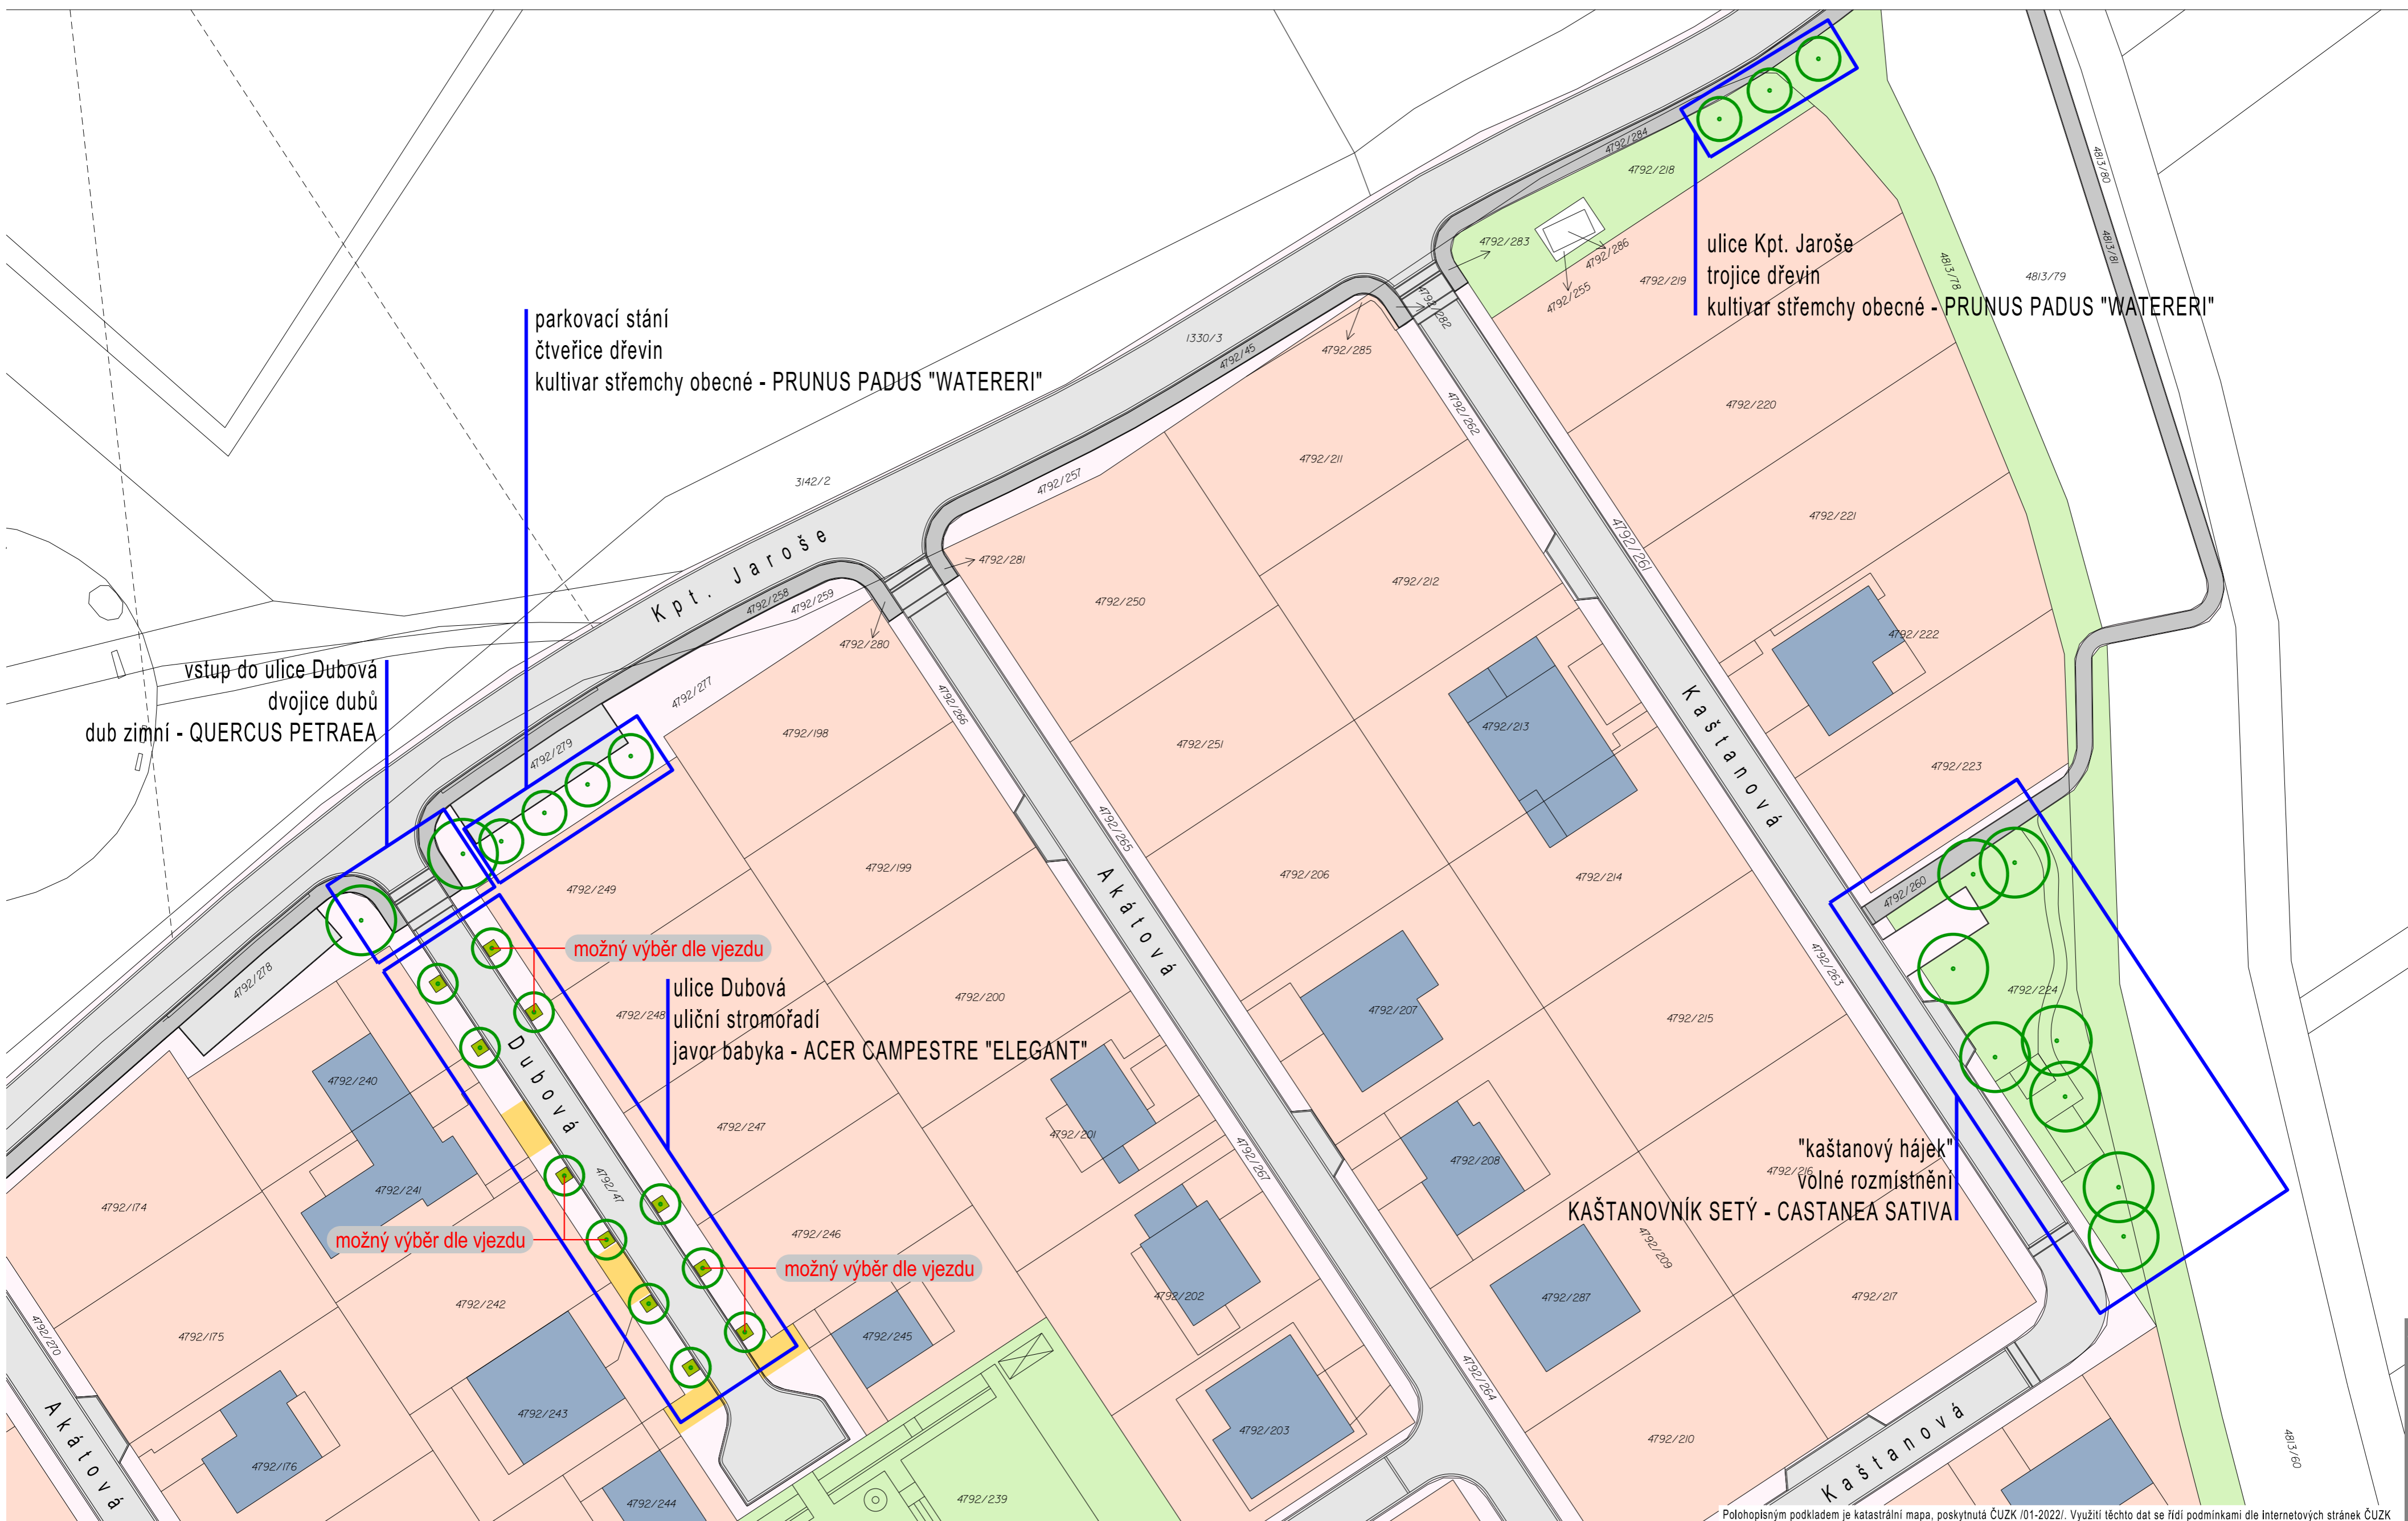 ulice Kpt. Jaroše
trojice dřevin
kultivar střemchy obecné - PRUNUS PADUS "WATERERI"
parkovací stání
čtveřice dřevin
kultivar střemchy obecné - PRUNUS PADUS "WATERERI"
vstup do ulice Dubová
dvojice dubů
dub zimní - QUERCUS PETRAEA
ulice Dubová
uliční stromořadí
javor babyka - ACER CAMPESTRE "ELEGANT"
"kaštanový hájek"
volné rozmístnění
KAŠTANOVNÍK SETÝ - CASTANEA SATIVA
možný výběr dle vjezdu
možný výběr dle vjezdu
možný výběr dle vjezdu
Kpt. Jaroše
Dubová
Akátová
Akátová
Kaštanová
Kaštanová
4792/284
4792/218
4792/283
4792/286
4792/255
4792/219
4792/282
4792/285
4813/80
4813/81
4813/78
4813/79
1330/3
4792/45
4792/262
4792/220
4792/211
4792/257
3142/2
4792/221
4792/261
4792/281
4792/212
4792/250
4792/258
4792/259
4792/280
4792/222
4792/277
4792/266
4792/198
4792/213
4792/251
4792/279
4792/223
4792/265
4792/199
4792/206
4792/214
4792/249
4792/260
4792/263
4792/278
4792/200
4792/248
4792/207
4792/215
4792/224
4792/240
4792/247
4792/201
4792/267
4792/208
4792/216
4792/241
4792/47
4792/174
4792/246
4792/209
4792/202
4792/287
4792/217
4792/242
4792/175
4792/245
4792/270
4792/264
4792/243
4792/203
4792/210
4792/176
4792/244
4792/239
4813/60
Polohopisným podkladem je katastrální mapa, poskytnutá ČUZK /01-2022/. Využití těchto dat se řídí podmínkami dle internetových stránek ČUZK